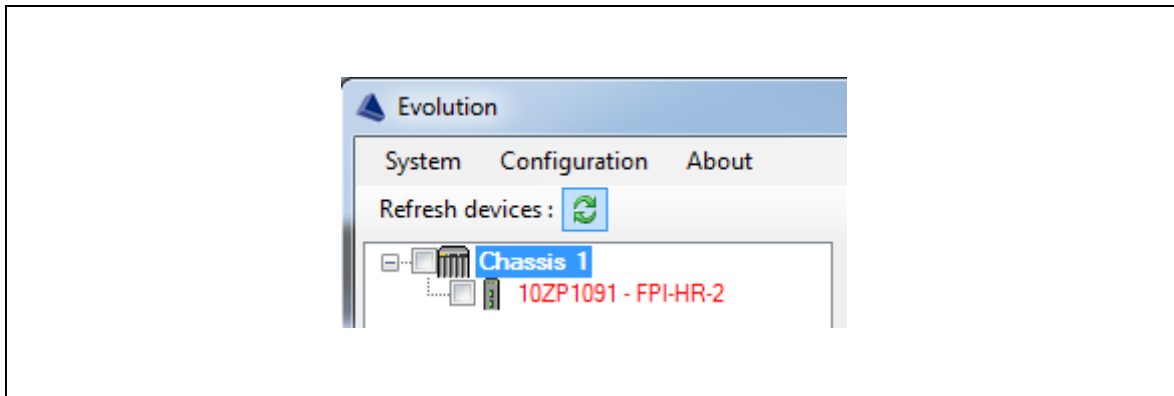 Evolution
System Configuration About
Refresh devices :
Chassis 1
10ZP1091 - FPI-HR-2